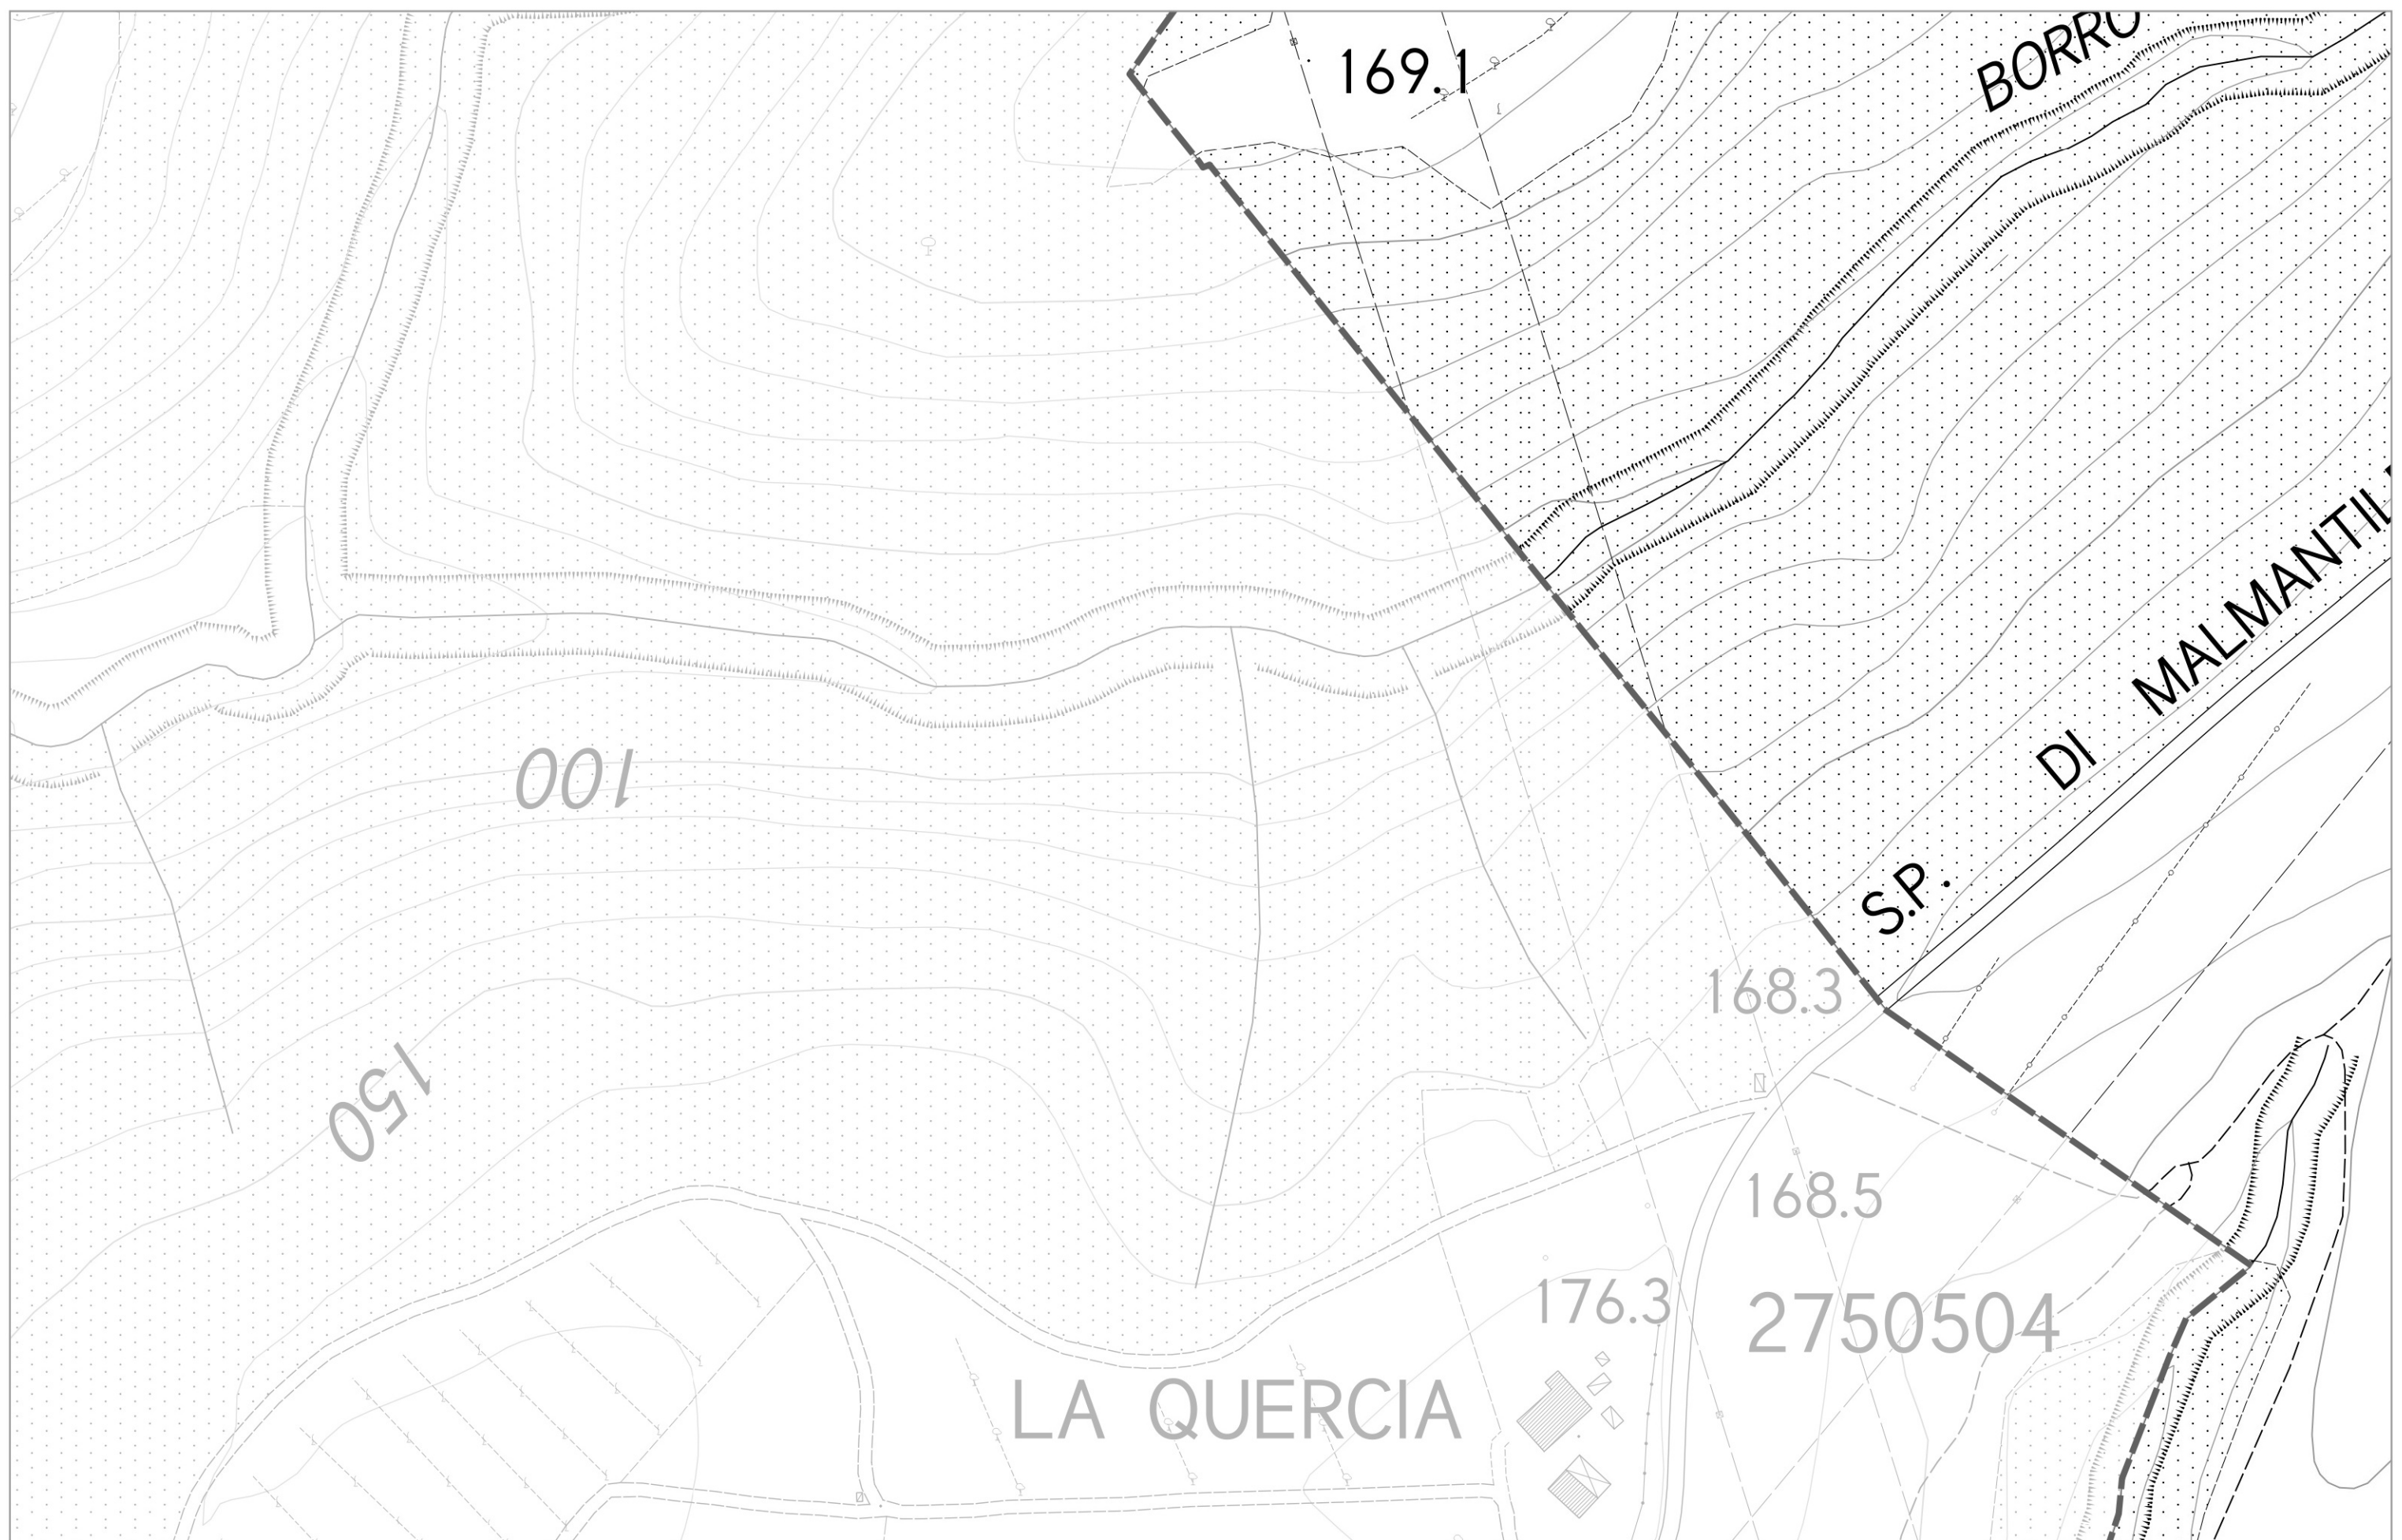 169.1
BORRO
MALMANTIL
DI
S.P.
100
168.3
150
168.5
176.3
2750504
LA QUERCIA